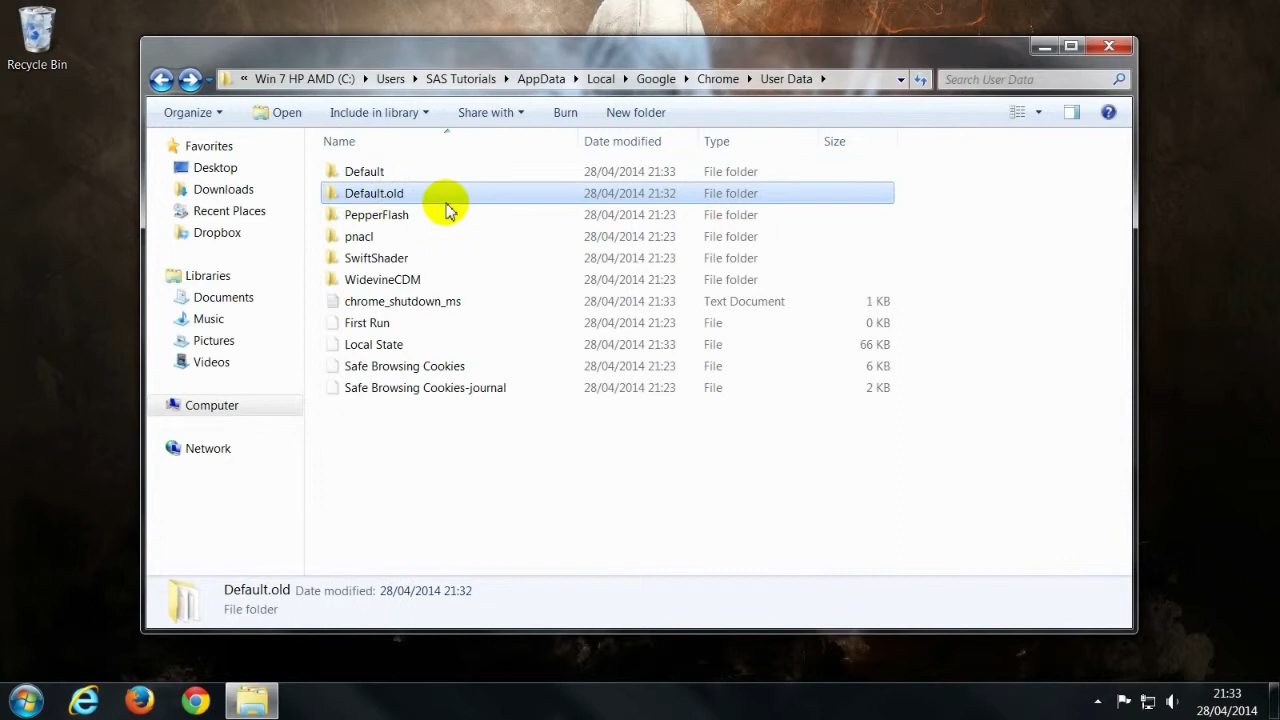 Recycle Bin
« Win 7 HP AMD (C:) Users SAS Tutorials AppData Local Google Chrome User Data
Search User Data
Organize Open Include in library Share with Burn New folder
Favorites
Desktop
Downloads
Recent Places
Dropbox
Libraries
Documents
Music
Pictures
Videos
Computer
Network
Name Date modified Type Size
Default 28/04/2014 21:33 File folder
Default.old 28/04/2014 21:32 File folder
PepperFlash 28/04/2014 21:23 File folder
pnacl 28/04/2014 21:23 File folder
SwiftShader 28/04/2014 21:23 File folder
WidevineCDM 28/04/2014 21:23 File folder
chrome_shutdown_ms 28/04/2014 21:33 Text Document 1 KB
First Run 28/04/2014 21:23 File 0 KB
Local State 28/04/2014 21:33 File 66 KB
Safe Browsing Cookies 28/04/2014 21:23 File 6 KB
Safe Browsing Cookies-journal 28/04/2014 21:23 File 2 KB
Default.old Date modified: 28/04/2014 21:32
File folder
21:33
28/04/2014